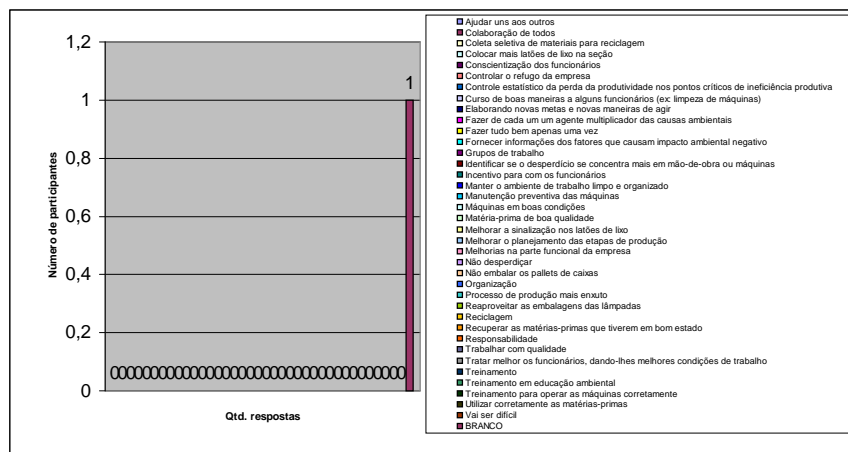 1,2
1
0,8
0,6
0,4
0,2
0
Número de participantes
1
0000000000000000000000000000000000000
Qtd. respostas
Ajudar uns aos outros
Colaboração de todos
Coleta seletiva de materiais para reciclagem
Colocar mais latões de lixo na seção
Conscientização dos funcionários
Controlar o refugo da empresa
Controle estatístico da perda da produtividade nos pontos críticos de ineficiência produtiva
Curso de boas maneiras a alguns funcionários (ex: limpeza de máquinas)
Elaborando novas metas e novas maneiras de agir
Fazer de cada um um agente multiplicador das causas ambientais
Fazer tudo bem apenas uma vez
Fornecer informações dos fatores que causam impacto ambiental negativo
Grupos de trabalho
Identificar se o desperdício se concentra mais em mão-de-obra ou máquinas
Incentivo para com os funcionários
Manter o ambiente de trabalho limpo e organizado
Manutenção preventiva das máquinas
Máquinas em boas condições
Matéria-prima de boa qualidade
Melhorar a sinalização nos latões de lixo
Melhorar o planejamento das etapas de produção
Melhorias na parte funcional da empresa
Não desperdiçar
Não embalar os pallets de caixas
Organização
Processo de produção mais enxuto
Reaproveitar as embalagens das lâmpadas
Reciclagem
Recuperar as matérias-primas que tiverem em bom estado
Responsabilidade
Trabalhar com qualidade
Tratar melhor os funcionários, dando-lhes melhores condições de trabalho
Treinamento
Treinamento em educação ambiental
Treinamento para operar as máquinas corretamente
Utilizar corretamente as matérias-primas
Vai ser difícil
BRANCO